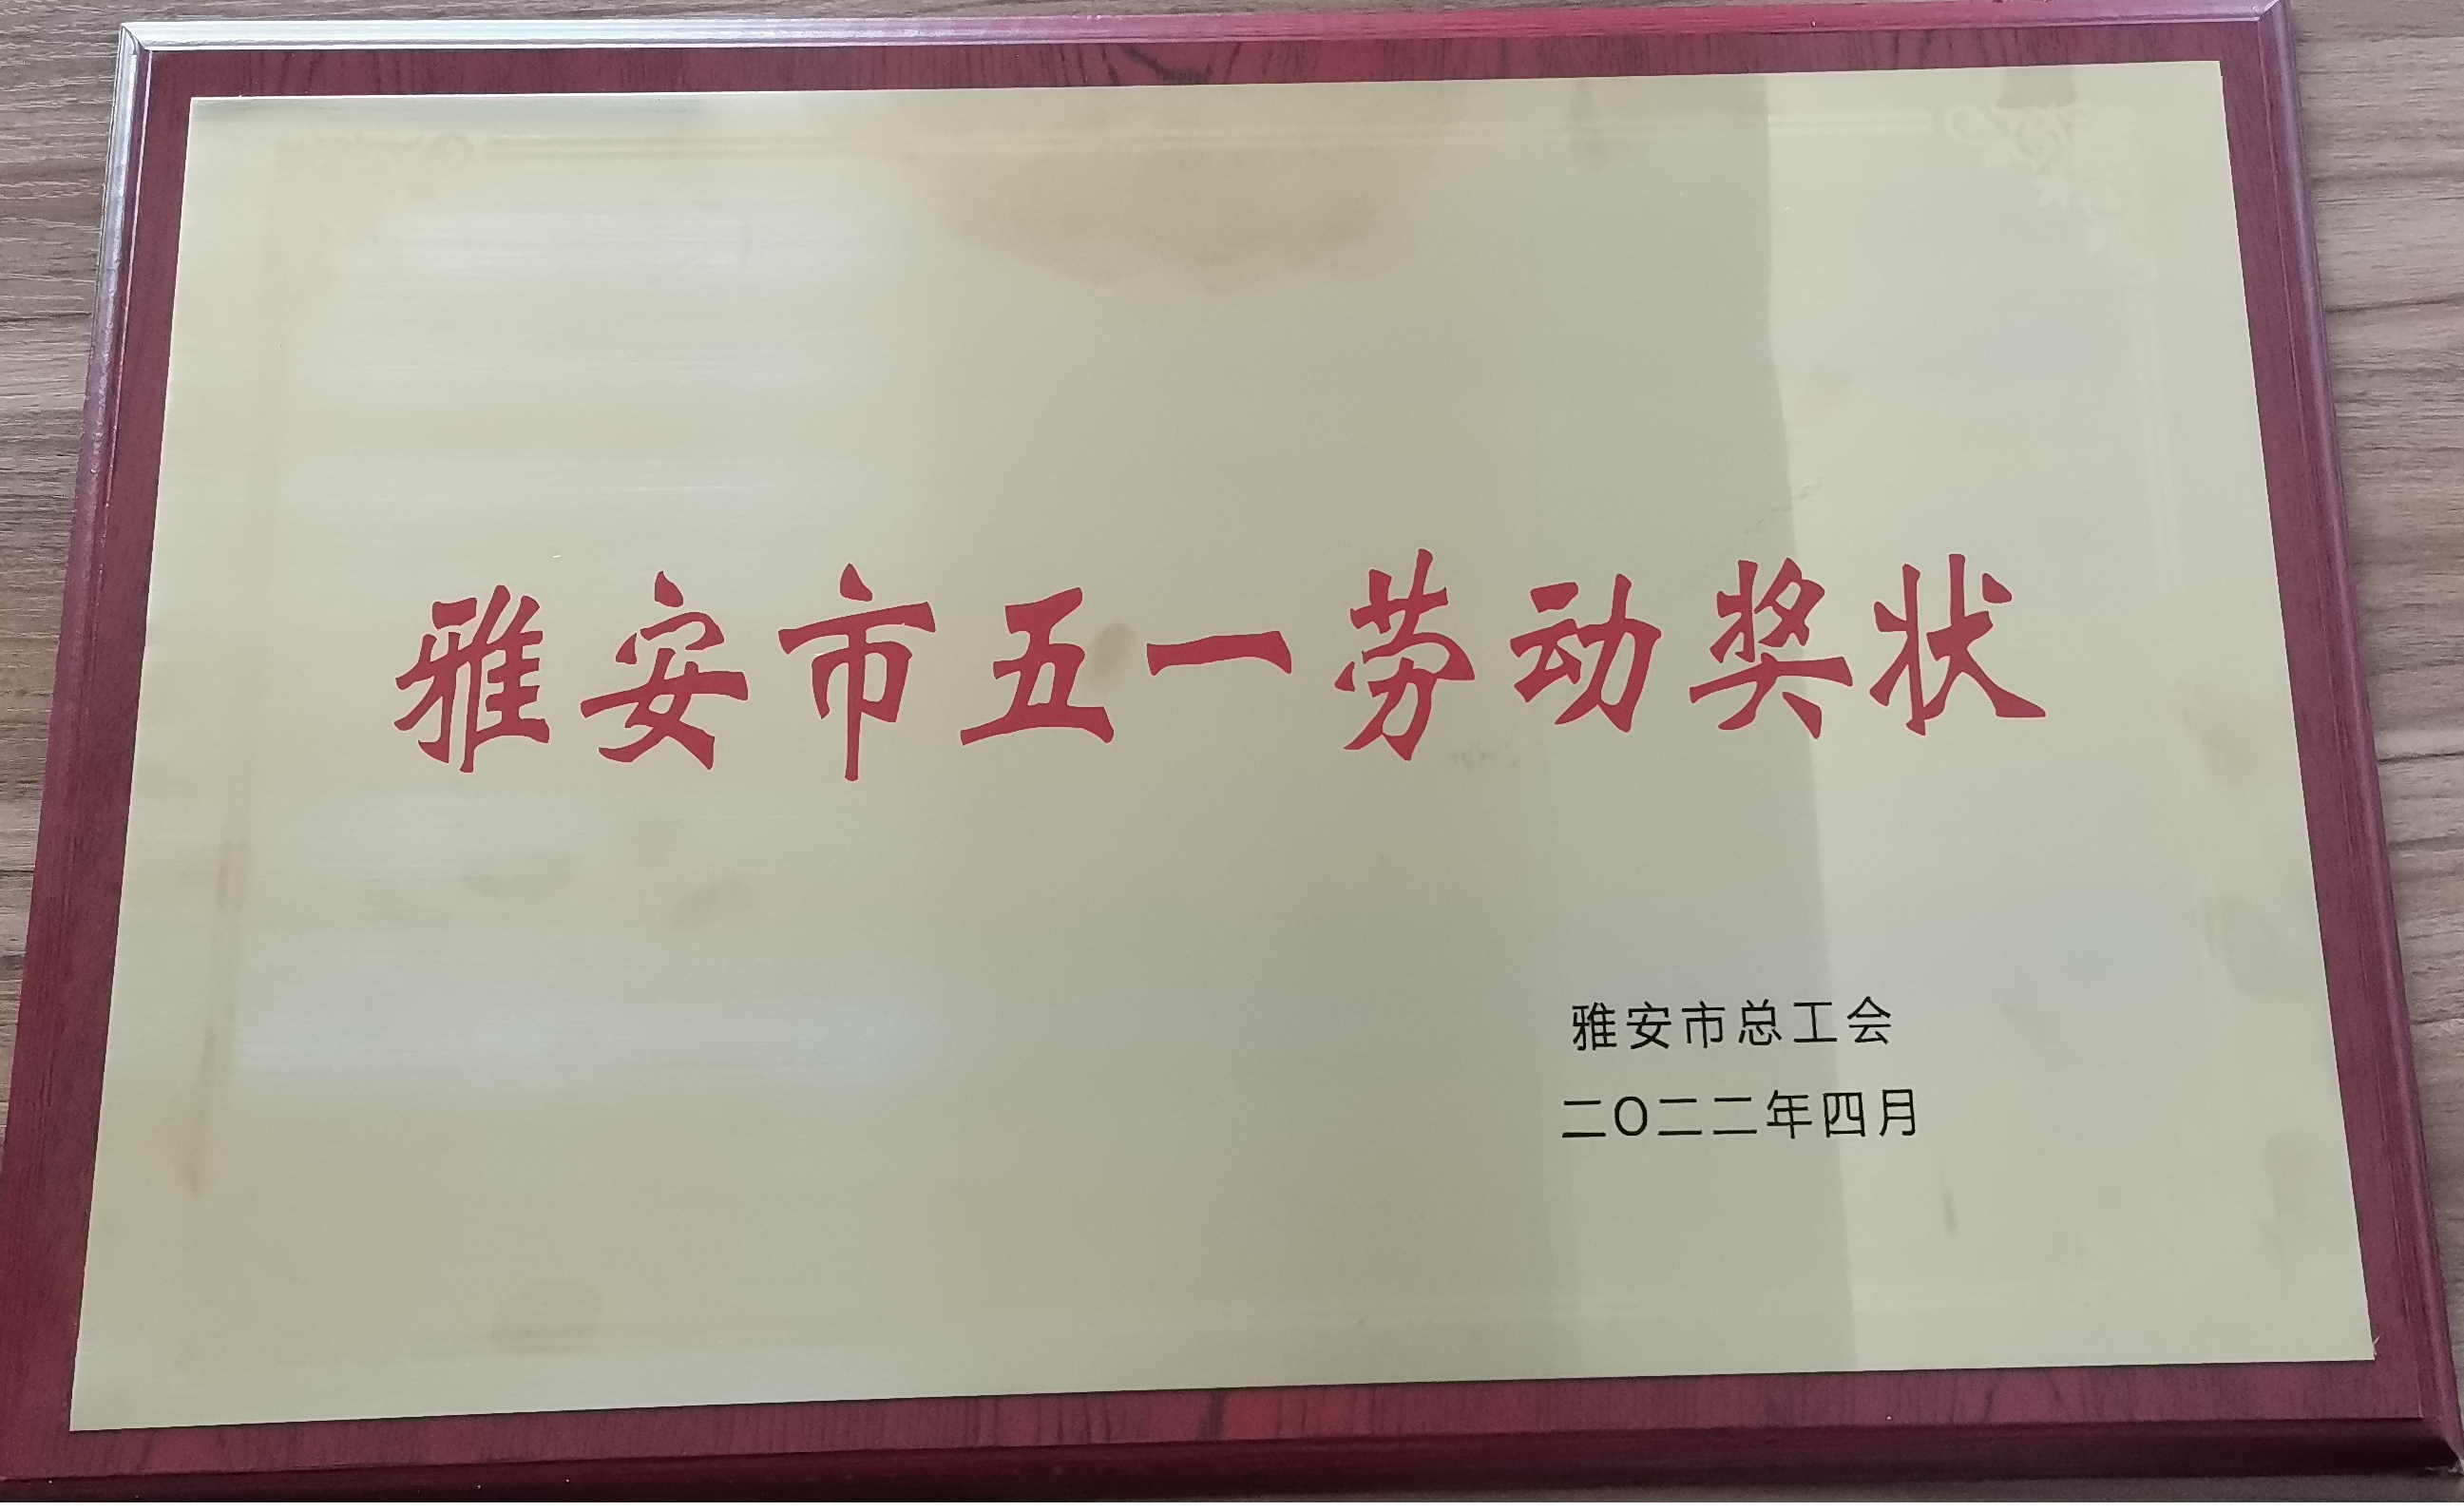 雅安市五一劳动奖状
雅安市总工会
二〇二二年四月